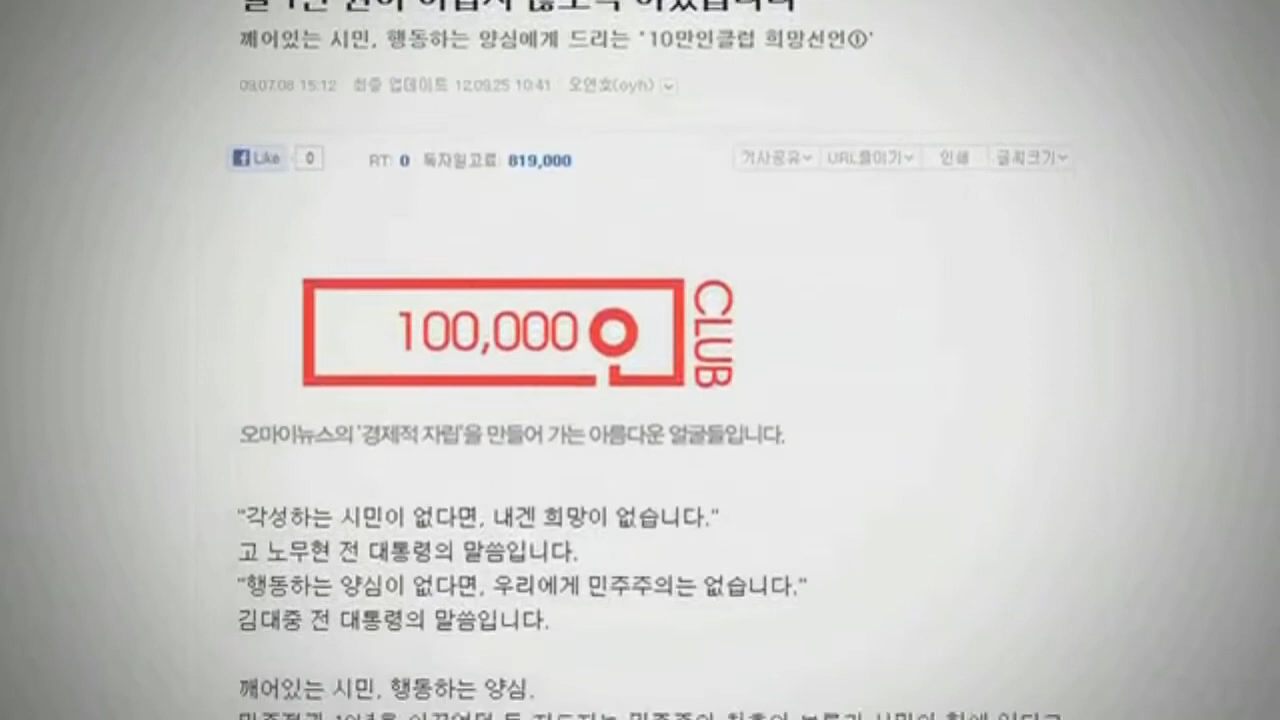 깨어있는 시민, 행동하는 양심에게 드리는 '10만인클럽 희망선언①'
09.07.08 15:12 최종 업데이트 12.09.25 10:41 오연호(oyh)
Like 0 RT: 0 독자원고료: 819,000 기사공유 URL줄이기 인쇄 글씨크기
100,000인 CLUB
오마이뉴스의 '경제적 자립'을 만들어 가는 아름다운 얼굴들입니다.
"각성하는 시민이 없다면, 내겐 희망이 없습니다."
고 노무현 전 대통령의 말씀입니다.
"행동하는 양심이 없다면, 우리에게 민주주의는 없습니다."
김대중 전 대통령의 말씀입니다.
깨어있는 시민, 행동하는 양심.